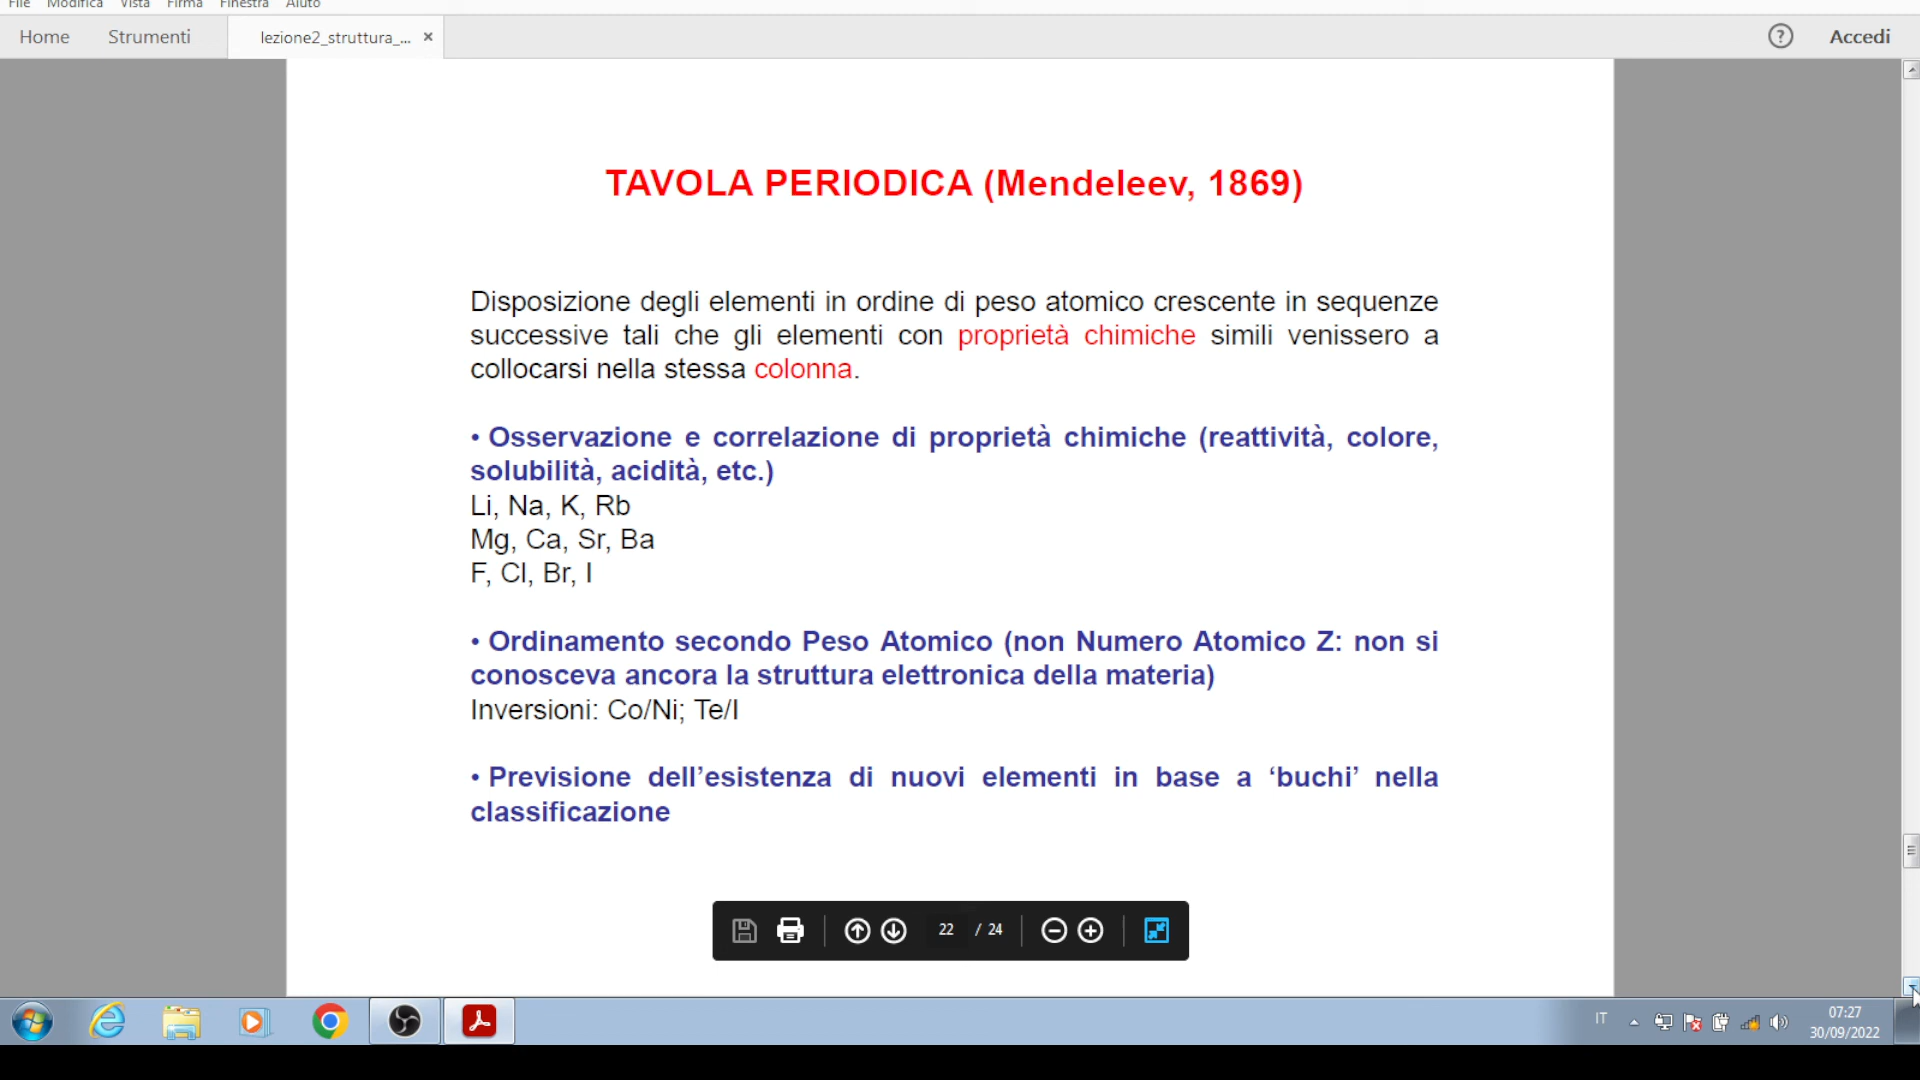 File Modifica Vista Firma Finestra Aiuto
Home Strumenti lezione2_struttura_... × ? Accedi
TAVOLA PERIODICA (Mendeleev, 1869)
Disposizione degli elementi in ordine di peso atomico crescente in sequenze
successive tali che gli elementi con proprietà chimiche simili venissero a
collocarsi nella stessa colonna.
• Osservazione e correlazione di proprietà chimiche (reattività, colore,
solubilità, acidità, etc.)
Li, Na, K, Rb
Mg, Ca, Sr, Ba
F, Cl, Br, I
• Ordinamento secondo Peso Atomico (non Numero Atomico Z: non si
conosceva ancora la struttura elettronica della materia)
Inversioni: Co/Ni; Te/I
• Previsione dell’esistenza di nuovi elementi in base a ‘buchi’ nella
classificazione
22 / 24
IT 07:27
30/09/2022